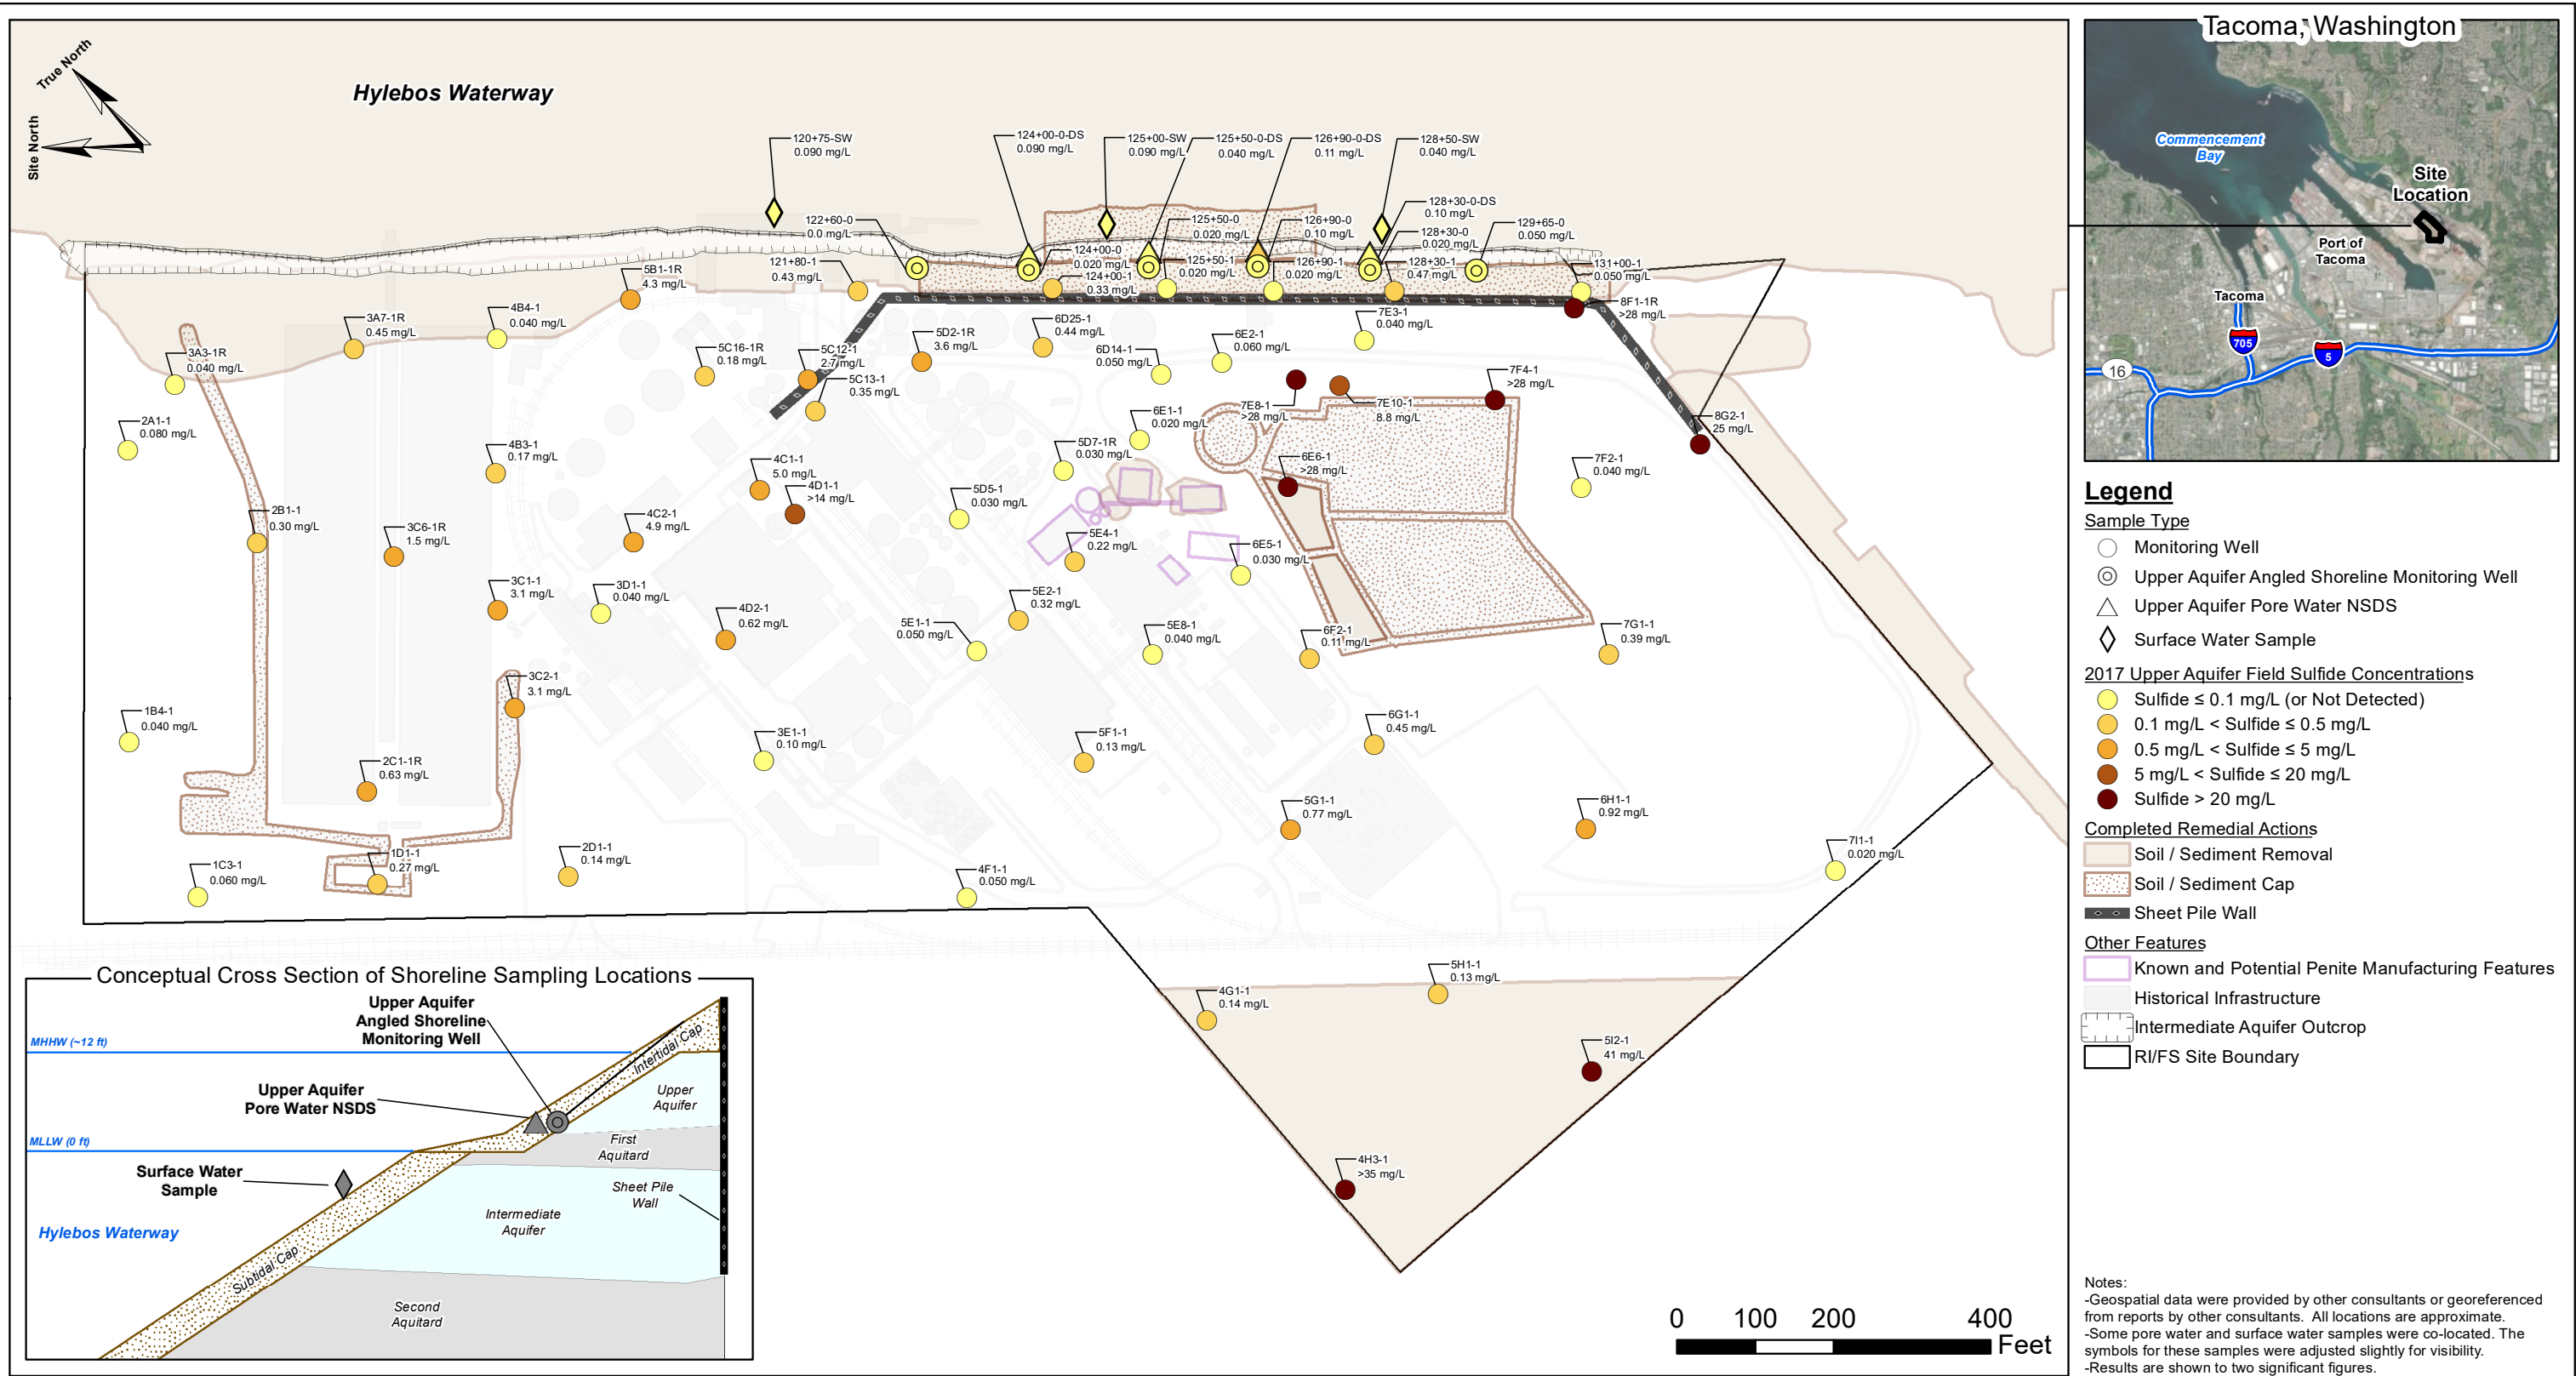 True North
Site North
Hylebos Waterway
120+75-SW
0.090 mg/L
124+00-0-DS
0.090 mg/L
125+00-SW
0.090 mg/L
125+50-0-DS
0.040 mg/L
126+90-0-DS
0.11 mg/L
128+50-SW
0.040 mg/L
128+30-0-DS
0.10 mg/L
122+60-0
0.0 mg/L
125+50-0
0.020 mg/L
126+90-0
0.10 mg/L
128+30-0
0.020 mg/L
129+65-0
0.050 mg/L
121+80-1
0.43 mg/L
124+00-0
0.020 mg/L
124+00-1
0.33 mg/L
125+50-1
0.020 mg/L
126+90-1
0.020 mg/L
128+30-1
0.47 mg/L
131+00-1
0.050 mg/L
5B1-1R
4.3 mg/L
8F1-1R
>28 mg/L
3A7-1R
0.45 mg/L
4B4-1
0.040 mg/L
3A3-1R
0.040 mg/L
5C16-1R
0.18 mg/L
5C12-1
2.7 mg/L
5C13-1
0.35 mg/L
5D2-1R
3.6 mg/L
6D25-1
0.44 mg/L
6D14-1
0.050 mg/L
6E2-1
0.060 mg/L
7E3-1
0.040 mg/L
7F4-1
>28 mg/L
7E8-1
>28 mg/L
7E10-1
8.8 mg/L
8G2-1
25 mg/L
2A1-1
0.080 mg/L
4B3-1
0.17 mg/L
4C1-1
5.0 mg/L
4D1-1
>14 mg/L
6E1-1
0.020 mg/L
5D7-1R
0.030 mg/L
6E6-1
>28 mg/L
7F2-1
0.040 mg/L
2B1-1
0.30 mg/L
3C6-1R
1.5 mg/L
4C2-1
4.9 mg/L
5D5-1
0.030 mg/L
5E4-1
0.22 mg/L
6E5-1
0.030 mg/L
3C1-1
3.1 mg/L
3D1-1
0.040 mg/L
4D2-1
0.62 mg/L
5E2-1
0.32 mg/L
5E1-1
0.050 mg/L
5E8-1
0.040 mg/L
6F2-1
0.11 mg/L
7G1-1
0.39 mg/L
3C2-1
3.1 mg/L
1B4-1
0.040 mg/L
3E1-1
0.10 mg/L
5F1-1
0.13 mg/L
6G1-1
0.45 mg/L
2C1-1R
0.63 mg/L
5G1-1
0.77 mg/L
6H1-1
0.92 mg/L
7I1-1
0.020 mg/L
1C3-1
0.060 mg/L
1D1-1
0.27 mg/L
2D1-1
0.14 mg/L
4F1-1
0.050 mg/L
4G1-1
0.14 mg/L
5H1-1
0.13 mg/L
5I2-1
41 mg/L
4H3-1
>35 mg/L
Conceptual Cross Section of Shoreline Sampling Locations
Upper Aquifer
Angled Shoreline
Monitoring Well
MHHW (~12 ft)
Intertidal Cap
Upper Aquifer
Pore Water NSDS
Upper
Aquifer
MLLW (0 ft)
First
Aquitard
Surface Water
Sample
Sheet Pile
Wall
Intermediate
Aquifer
Hylebos Waterway
Subtidal Cap
Second
Aquitard
0 100 200 400
Feet
Tacoma, Washington
Commencement
Bay
Site
Location
Port of
Tacoma
Tacoma
705
5
16
Legend
Sample Type
Monitoring Well
Upper Aquifer Angled Shoreline Monitoring Well
Upper Aquifer Pore Water NSDS
Surface Water Sample
2017 Upper Aquifer Field Sulfide Concentrations
Sulfide ≤ 0.1 mg/L (or Not Detected)
0.1 mg/L < Sulfide ≤ 0.5 mg/L
0.5 mg/L < Sulfide ≤ 5 mg/L
5 mg/L < Sulfide ≤ 20 mg/L
Sulfide > 20 mg/L
Completed Remedial Actions
Soil / Sediment Removal
Soil / Sediment Cap
Sheet Pile Wall
Other Features
Known and Potential Penite Manufacturing Features
Historical Infrastructure
Intermediate Aquifer Outcrop
RI/FS Site Boundary
Notes:
-Geospatial data were provided by other consultants or georeferenced
from reports by other consultants. All locations are approximate.
-Some pore water and surface water samples were co-located. The
symbols for these samples were adjusted slightly for visibility.
-Results are shown to two significant figures.